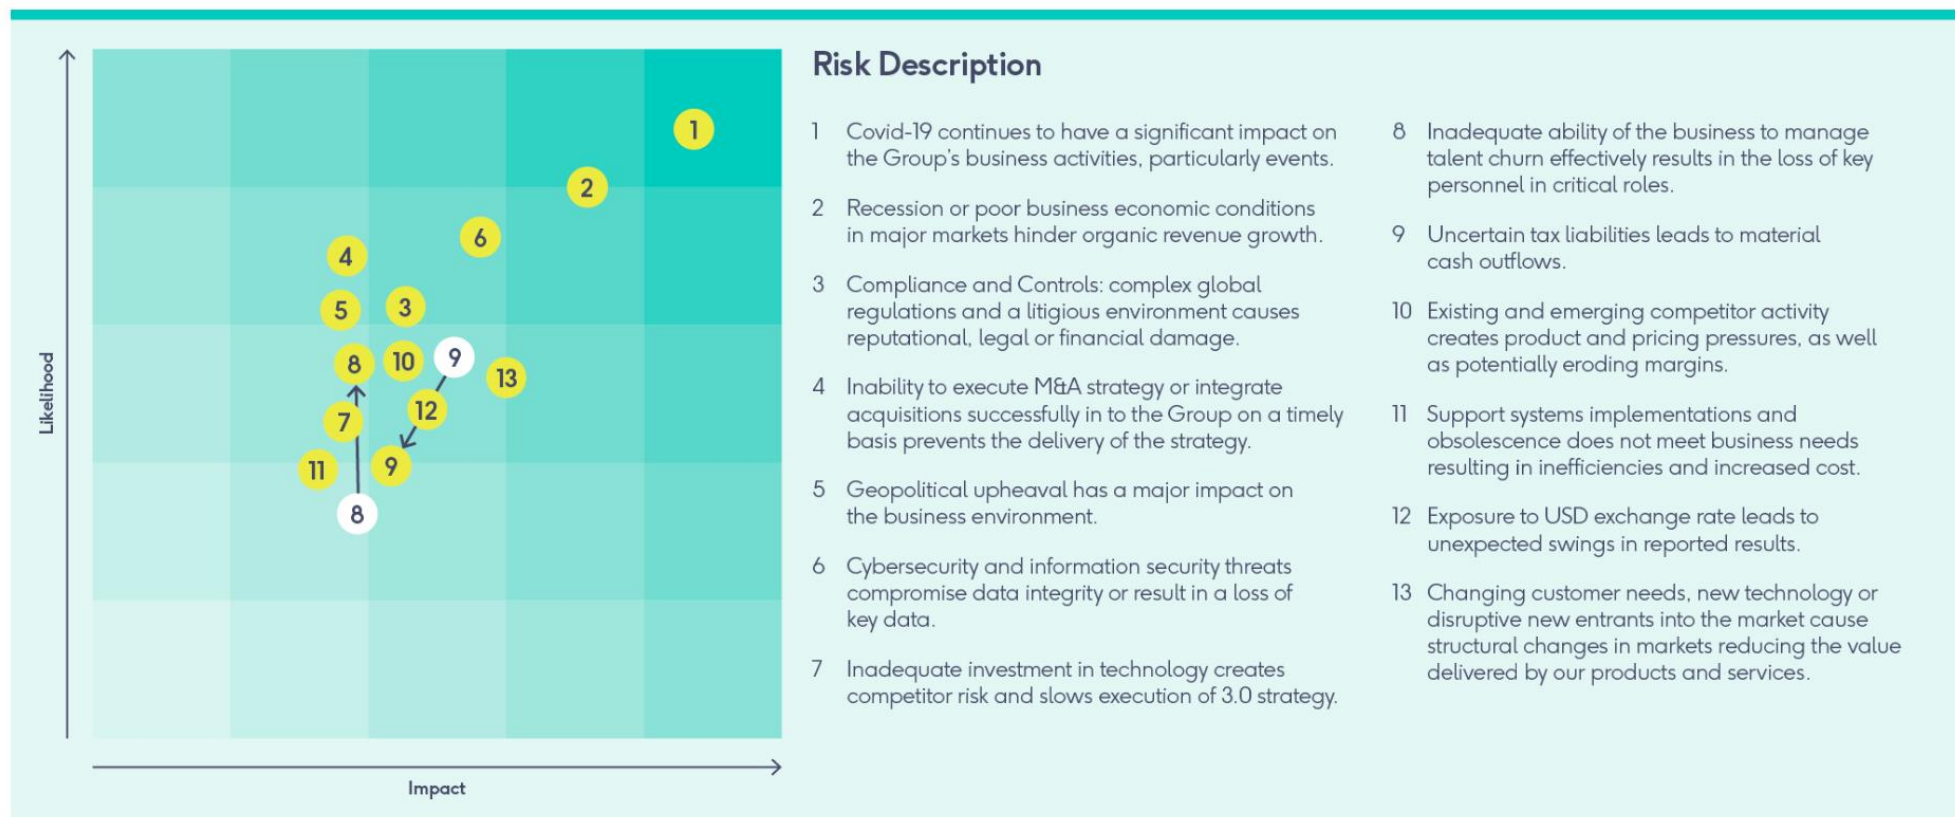 Likelihood
1
2
6
4
5
3
8
10
9
13
7
12
11
9
8
Impact
Risk Description
1 Covid-19 continues to have a significant impact on
the Group's business activities, particularly events.
2 Recession or poor business economic conditions
in major markets hinder organic revenue growth.
3 Compliance and Controls: complex global
regulations and a litigious environment causes
reputational, legal or financial damage.
4 Inability to execute M&A strategy or integrate
acquisitions successfully in to the Group on a timely
basis prevents the delivery of the strategy.
5 Geopolitical upheaval has a major impact on
the business environment.
6 Cybersecurity and information security threats
compromise data integrity or result in a loss of
key data.
7 Inadequate investment in technology creates
competitor risk and slows execution of 3.0 strategy.
8 Inadequate ability of the business to manage
talent churn effectively results in the loss of key
personnel in critical roles.
9 Uncertain tax liabilities leads to material
cash outflows.
10 Existing and emerging competitor activity
creates product and pricing pressures, as well
as potentially eroding margins.
11 Support systems implementations and
obsolescence does not meet business needs
resulting in inefficiencies and increased cost.
12 Exposure to USD exchange rate leads to
unexpected swings in reported results.
13 Changing customer needs, new technology or
disruptive new entrants into the market cause
structural changes in markets reducing the value
delivered by our products and services.